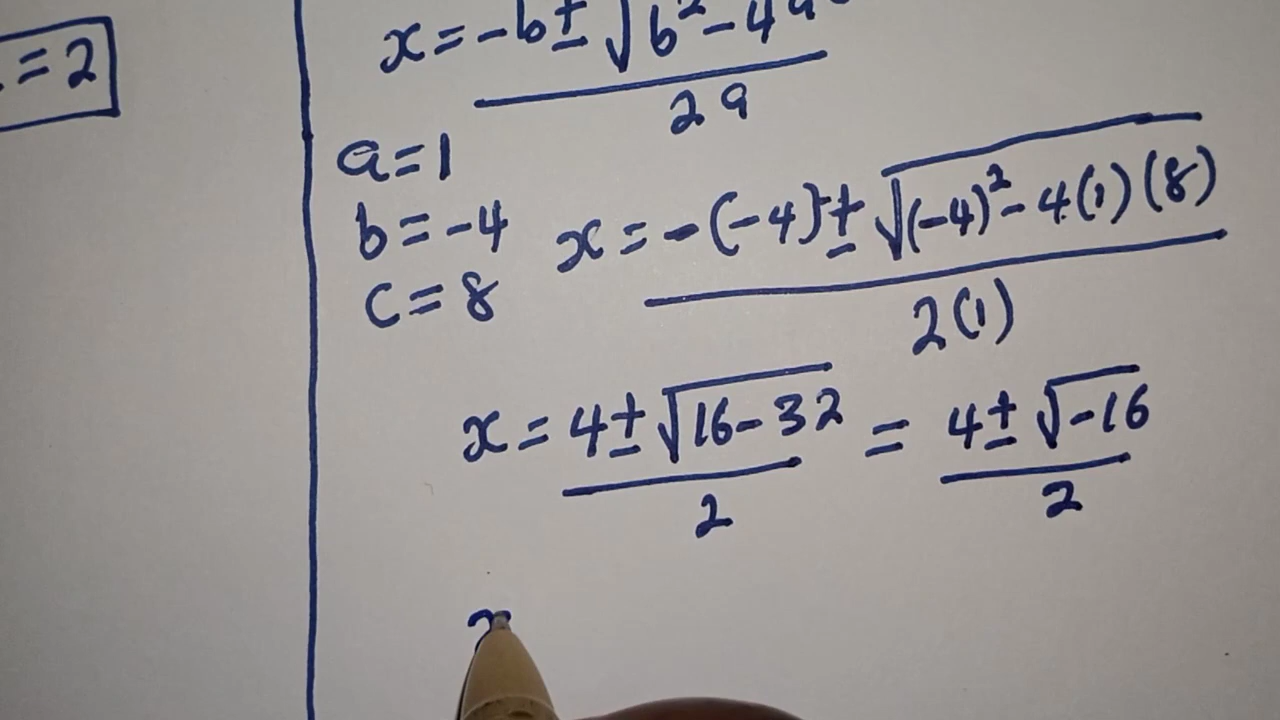 = 2
x = -b ± √b² - 4a
2a
a = 1
b = -4
c = 8
x = -(-4) ± √(-4)² - 4(1)(8)
2(1)
x = 4 ± √16 - 32 = 4 ± √-16
2 2